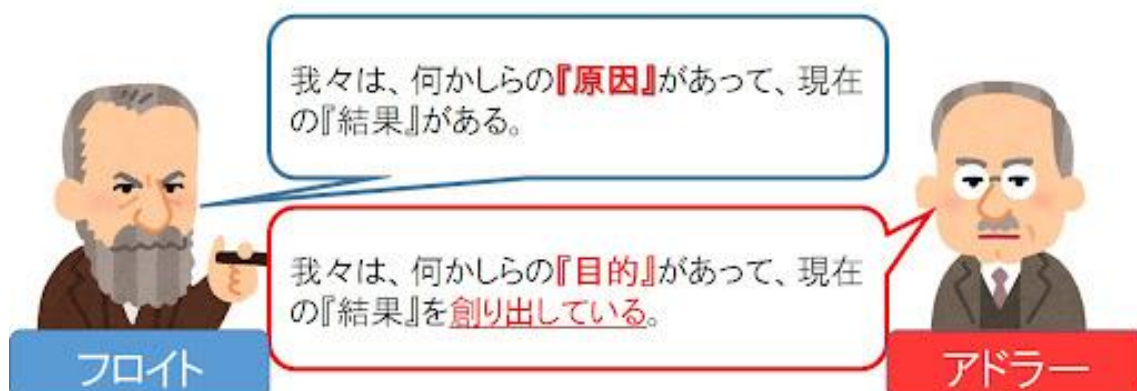 我々は、何かしらの『原因』があって、現在
の『結果』がある。
我々は、何かしらの『目的』があって、現在
の『結果』を創り出している。
フロイト
アドラー